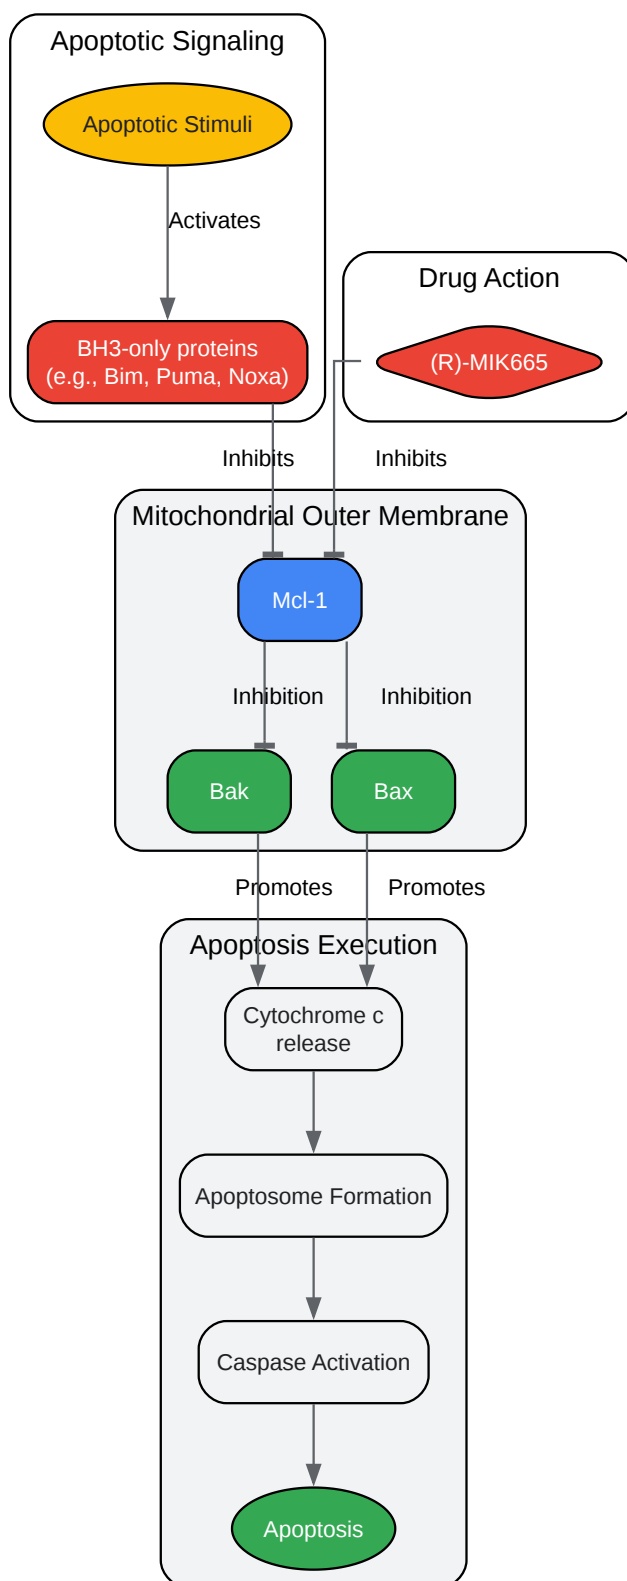 Apoptotic Signaling
Apoptotic Stimuli
Activates
Drug Action
BH3-only proteins
(e.g., Bim, Puma, Noxa)
(R)-MIK665
Inhibits
Inhibits
Mitochondrial Outer Membrane
Mcl-1
Inhibition
Inhibition
Bak
Bax
Promotes
Promotes
Apoptosis Execution
Cytochrome c
release
Apoptosome Formation
Caspase Activation
Apoptosis